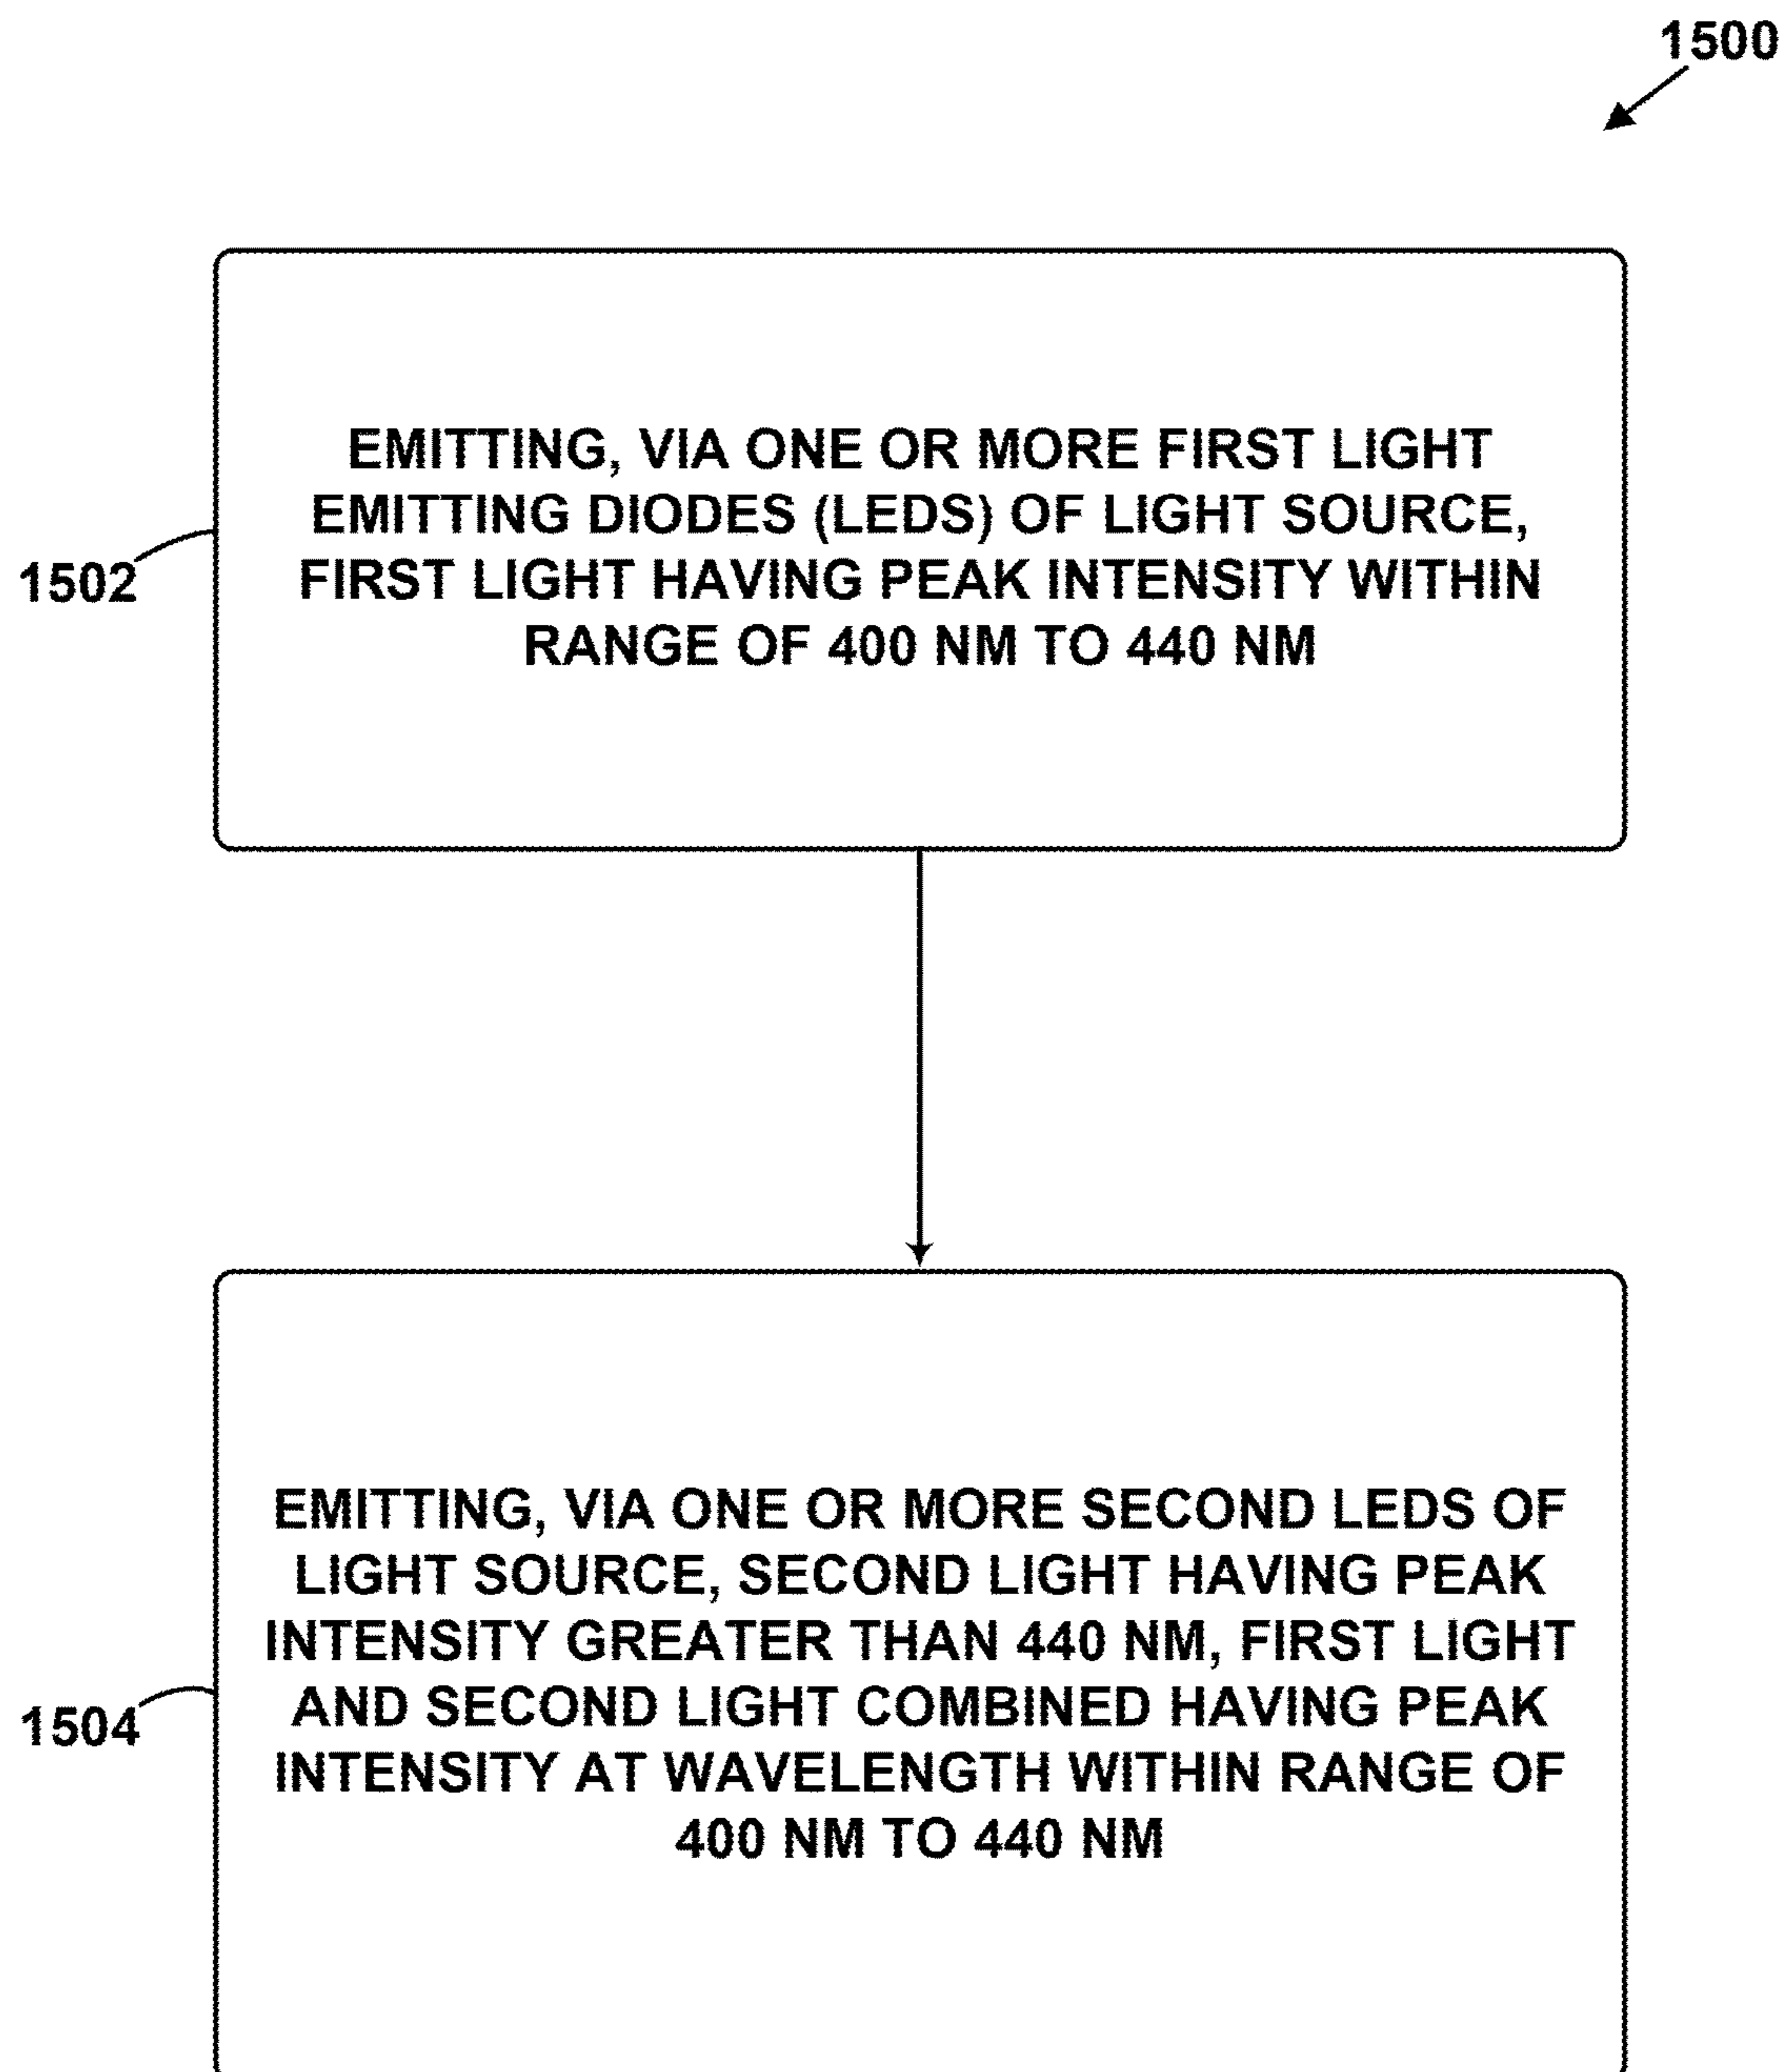 1500
EMITTING, VIA ONE OR MORE FIRST LIGHT
EMITTING DIODES (LEDS) OF LIGHT SOURCE,
FIRST LIGHT HAVING PEAK INTENSITY WITHIN
RANGE OF 400 NM TO 440 NM
1502
EMITTING, VIA ONE OR MORE SECOND LEDS OF
LIGHT SOURCE, SECOND LIGHT HAVING PEAK
INTENSITY GREATER THAN 440 NM, FIRST LIGHT
AND SECOND LIGHT COMBINED HAVING PEAK
INTENSITY AT WAVELENGTH WITHIN RANGE OF
400 NM TO 440 NM
1504